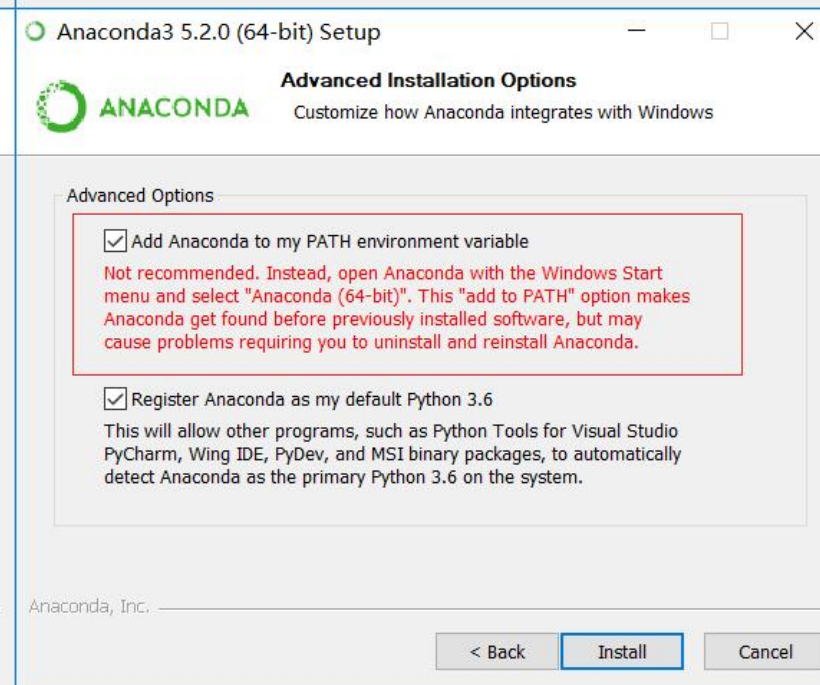 Anaconda3 5.2.0 (64-bit) Setup
ANACONDA
Advanced Installation Options
Customize how Anaconda integrates with Windows
Advanced Options
Add Anaconda to my PATH environment variable
Not recommended. Instead, open Anaconda with the Windows Start
menu and select "Anaconda (64-bit)". This "add to PATH" option makes
Anaconda get found before previously installed software, but may
cause problems requiring you to uninstall and reinstall Anaconda.
Register Anaconda as my default Python 3.6
This will allow other programs, such as Python Tools for Visual Studio
PyCharm, Wing IDE, PyDev, and MSI binary packages, to automatically
detect Anaconda as the primary Python 3.6 on the system.
Anaconda, Inc.
< Back
Install
Cancel